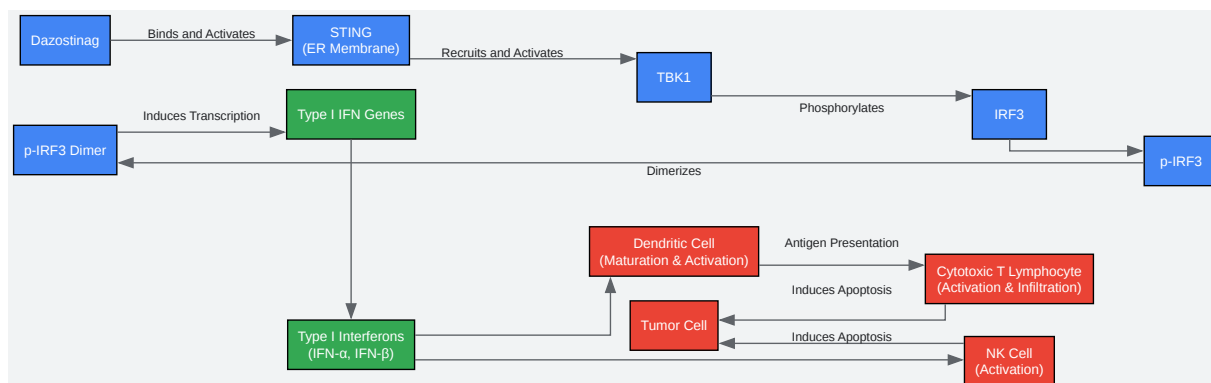 Dazostinag
Binds and Activates
STING
(ER Membrane)
Recruits and Activates
TBK1
Phosphorylates
IRF3
p-IRF3
Dimerizes
p-IRF3 Dimer
Induces Transcription
Type I IFN Genes
Type I Interferons
(IFN-α, IFN-β)
Dendritic Cell
(Maturation & Activation)
Antigen Presentation
Cytotoxic T Lymphocyte
(Activation & Infiltration)
Induces Apoptosis
Tumor Cell
Induces Apoptosis
NK Cell
(Activation)